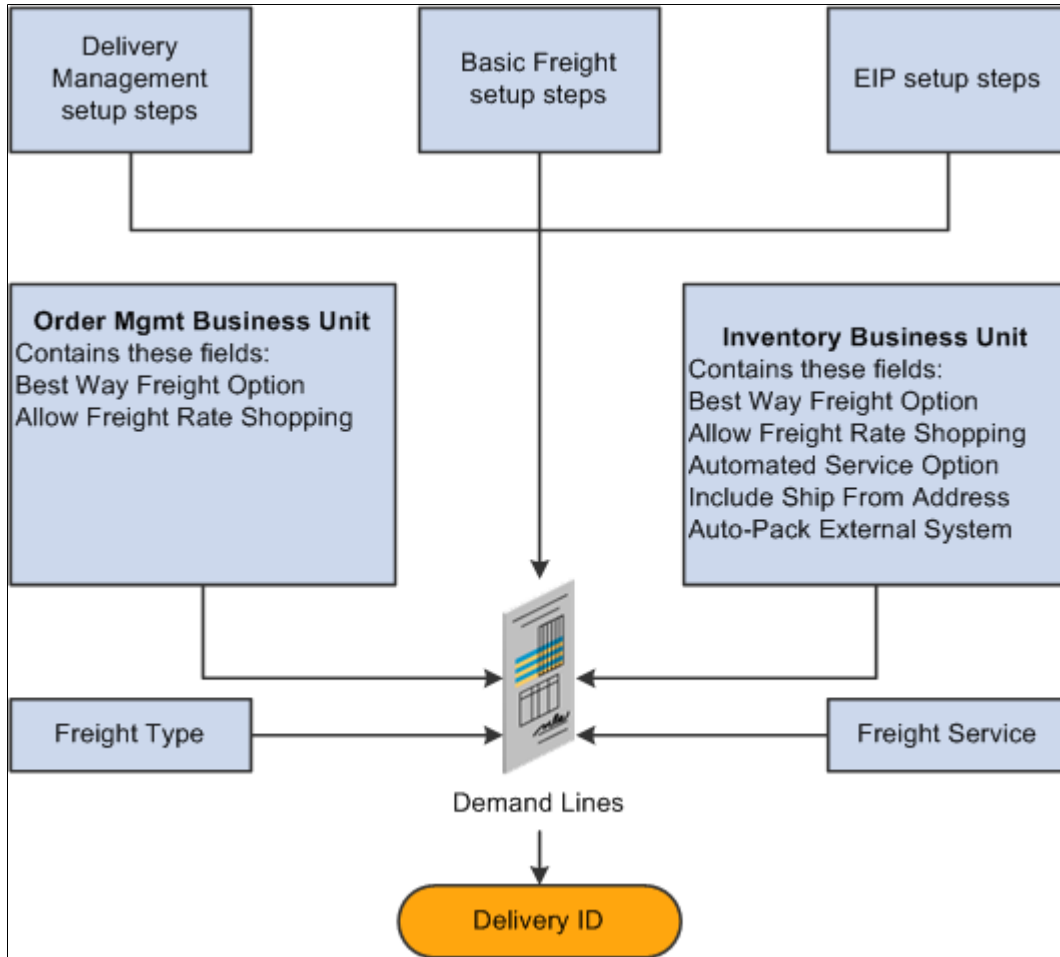 Delivery
Management
setup steps
Basic Freight
setup steps
EIP setup steps
Order Mgmt Business Unit
Contains these fields:
Best Way Freight Option
Allow Freight Rate Shopping
Inventory Business Unit
Contains these fields:
Best Way Freight Option
Allow Freight Rate Shopping
Automated Service Option
Include Ship From Address
Auto-Pack External System
Freight Type
Freight Service
Demand Lines
Delivery ID